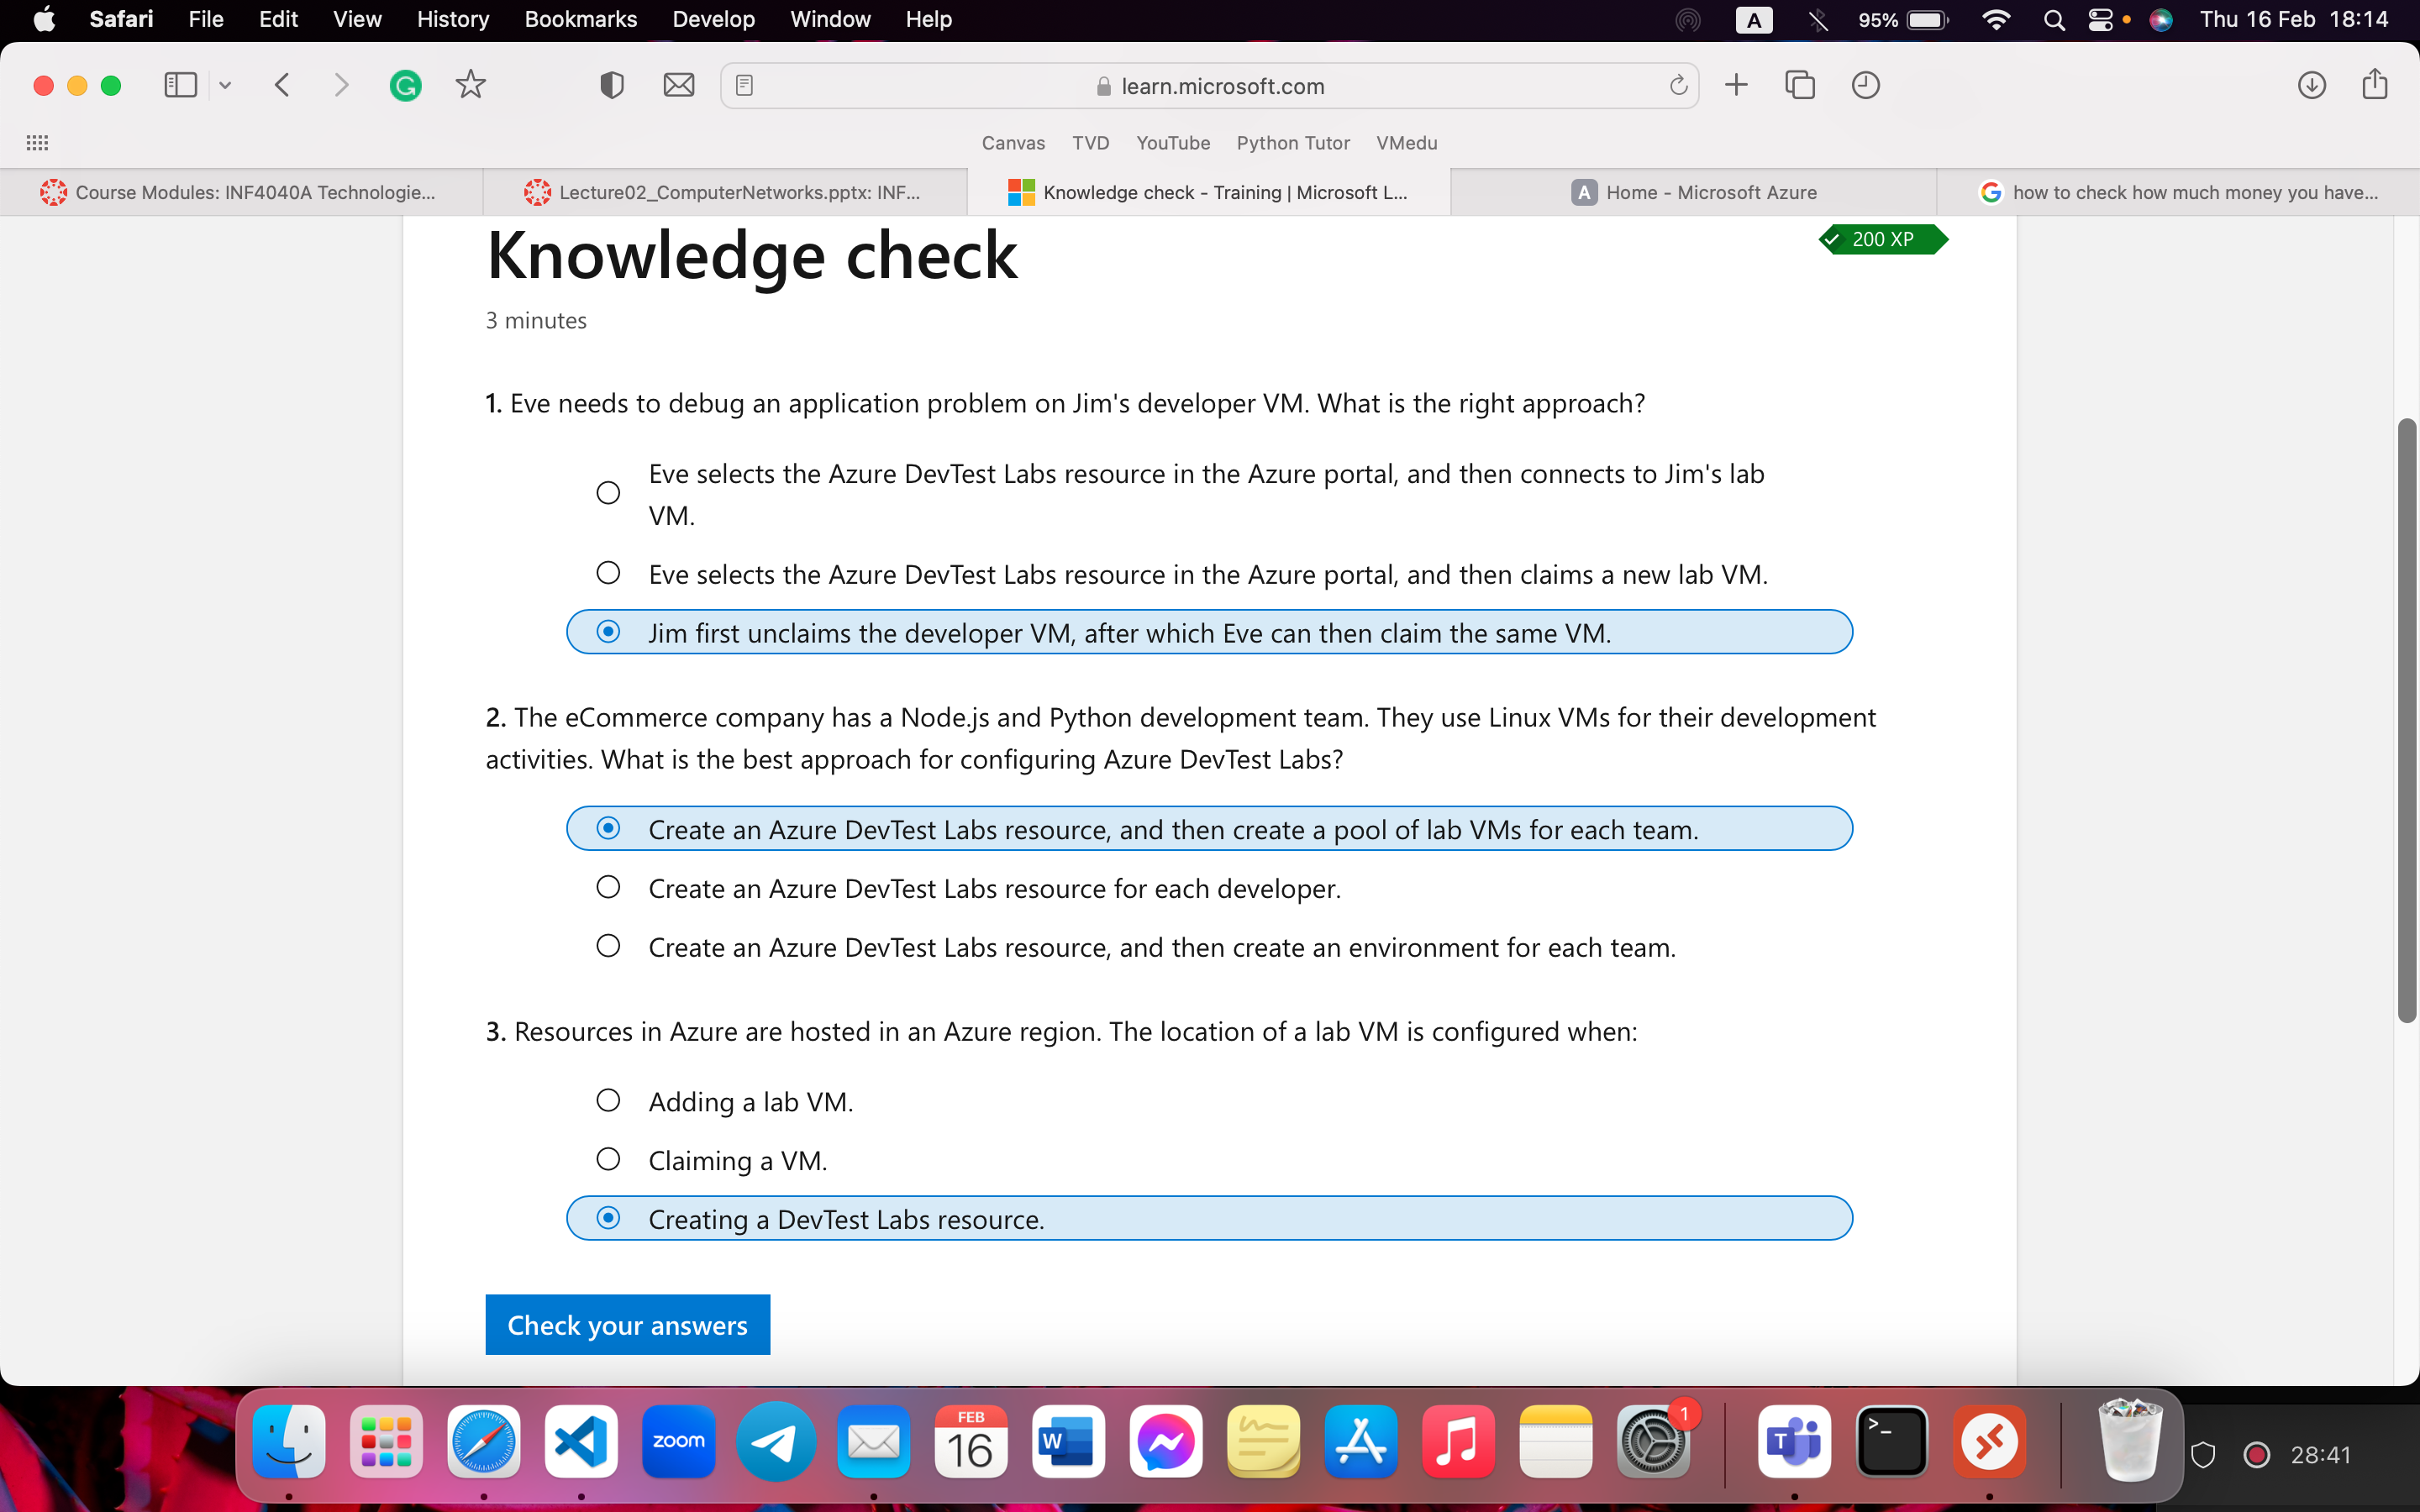 Safari File Edit View History Bookmarks Develop Window Help A 95% Thu 16 Feb 18:14
learn.microsoft.com
Canvas TVD YouTube Python Tutor VMedu
Course Modules: INF4040A Technologie... Lecture02_ComputerNetworks.pptx: INF... Knowledge check - Training | Microsoft L... A Home - Microsoft Azure how to check how much money you have...
Knowledge check
200 XP
3 minutes
1. Eve needs to debug an application problem on Jim's developer VM. What is the right approach?
Eve selects the Azure DevTest Labs resource in the Azure portal, and then connects to Jim's lab
VM.
Eve selects the Azure DevTest Labs resource in the Azure portal, and then claims a new lab VM.
Jim first unclaims the developer VM, after which Eve can then claim the same VM.
2. The eCommerce company has a Node.js and Python development team. They use Linux VMs for their development
activities. What is the best approach for configuring Azure DevTest Labs?
Create an Azure DevTest Labs resource, and then create a pool of lab VMs for each team.
Create an Azure DevTest Labs resource for each developer.
Create an Azure DevTest Labs resource, and then create an environment for each team.
3. Resources in Azure are hosted in an Azure region. The location of a lab VM is configured when:
Adding a lab VM.
Claiming a VM.
Creating a DevTest Labs resource.
Check your answers
zoom FEB 16 W 1 T >_ 28:41